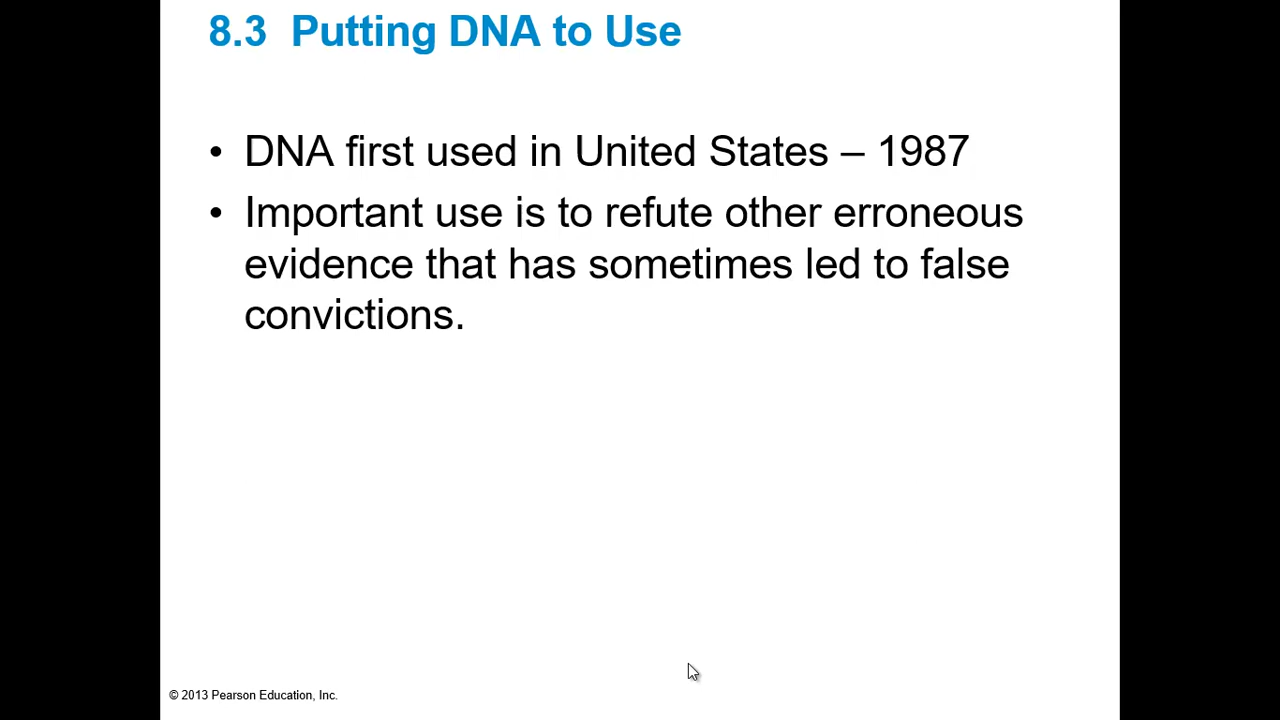 8.3 Putting DNA to Use
• DNA first used in United States – 1987
• Important use is to refute other erroneous
evidence that has sometimes led to false
convictions.
© 2013 Pearson Education, Inc.